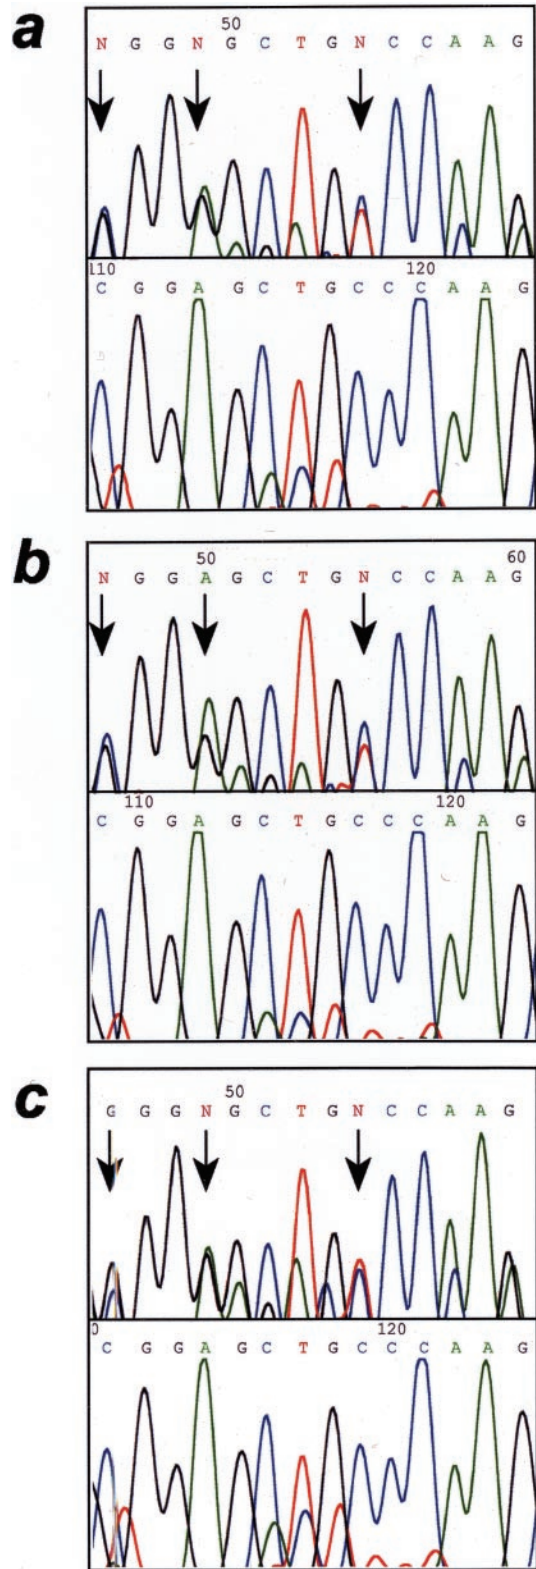 a
50
N G G N G C T G N C C A A G
110 120
C G G A G C T G C C C A A G
b
50 60
N G G A G C T G N C C A A G
110 120
C G G A G C T G C C C A A G
c
50
G G G N G C T G N C C A A G
0 120
C G G A G C T G C C C A A G